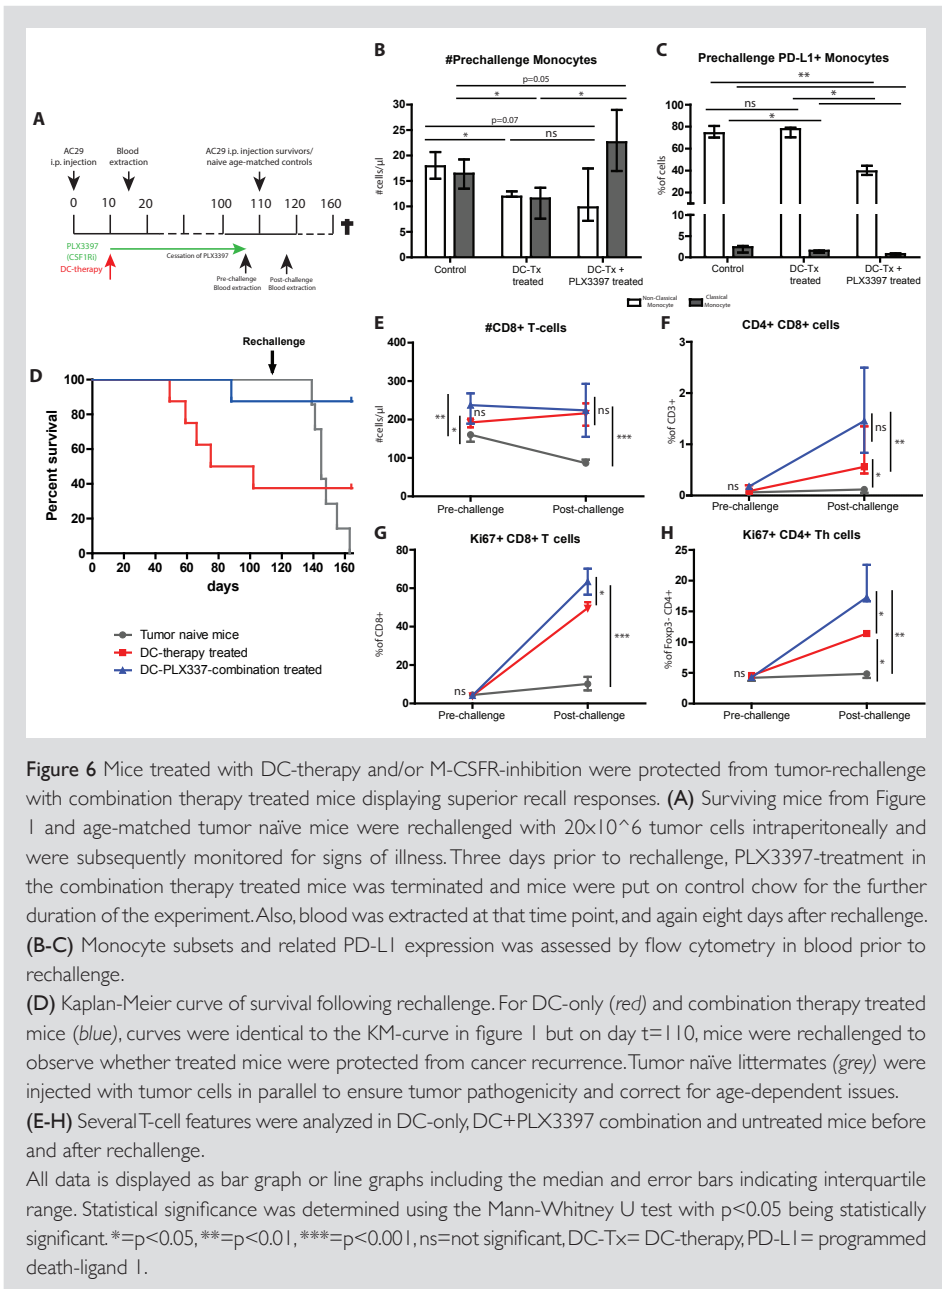 A
AC29
i.p. injection
Blood
extraction
AC29 i.p. injection survivors/
naive age-matched controls
0 10 20 100 110 120 160
PLX3397
(CSF1Ri)
DC-therapy
Cessation of PLX3397
Pre-challenge
Blood extraction
Post-challenge
Blood extraction
B
#Prechallenge Monocytes
p=0.05
* *
p=0.07
* ns
#cells/µl
30
25
20
15
10
5
0
Control
DC-Tx
treated
DC-Tx +
PLX3397 treated
C
Prechallenge PD-L1+ Monocytes
**
ns *
*
%of cells
100
80
60
40
20
5
0
Control
DC-Tx
treated
DC-Tx +
PLX3397 treated
Non-Classical
Monocyte
Classical
Monocyte
D
Rechallenge
Percent survival
100
80
60
40
20
0
0 20 40 60 80 100 120 140 160
days
Tumor naive mice
DC-therapy treated
DC-PLX337-combination treated
E
#CD8+ T-cells
#cells/µl
400
300
200
100
0
** * ns
ns ***
Pre-challenge Post-challenge
F
CD4+ CD8+ cells
%of CD3+
3
2
1
0
ns
ns **
*
Pre-challenge Post-challenge
G
Ki67+ CD8+ T cells
%of CD8+
80
60
40
20
0
ns
* ***
Pre-challenge Post-challenge
H
Ki67+ CD4+ Th cells
%of Foxp3- CD4+
25
20
15
10
5
0
ns
* **
*
Pre-challenge Post-challenge
Figure 6 Mice treated with DC-therapy and/or M-CSFR-inhibition were protected from tumor-rechallenge
with combination therapy treated mice displaying superior recall responses. (A) Surviving mice from Figure
1 and age-matched tumor naïve mice were rechallenged with 20x10^6 tumor cells intraperitoneally and
were subsequently monitored for signs of illness. Three days prior to rechallenge, PLX3397-treatment in
the combination therapy treated mice was terminated and mice were put on control chow for the further
duration of the experiment. Also, blood was extracted at that time point, and again eight days after rechallenge.
(B-C) Monocyte subsets and related PD-L1 expression was assessed by flow cytometry in blood prior to
rechallenge.
(D) Kaplan-Meier curve of survival following rechallenge. For DC-only (red) and combination therapy treated
mice (blue), curves were identical to the KM-curve in figure 1 but on day t=110, mice were rechallenged to
observe whether treated mice were protected from cancer recurrence. Tumor naïve littermates (grey) were
injected with tumor cells in parallel to ensure tumor pathogenicity and correct for age-dependent issues.
(E-H) Several T-cell features were analyzed in DC-only, DC+PLX3397 combination and untreated mice before
and after rechallenge.
All data is displayed as bar graph or line graphs including the median and error bars indicating interquartile
range. Statistical significance was determined using the Mann-Whitney U test with p<0.05 being statistically
significant. *=p<0.05, **=p<0.01, ***=p<0.001, ns=not significant, DC-Tx= DC-therapy, PD-L1= programmed
death-ligand 1.